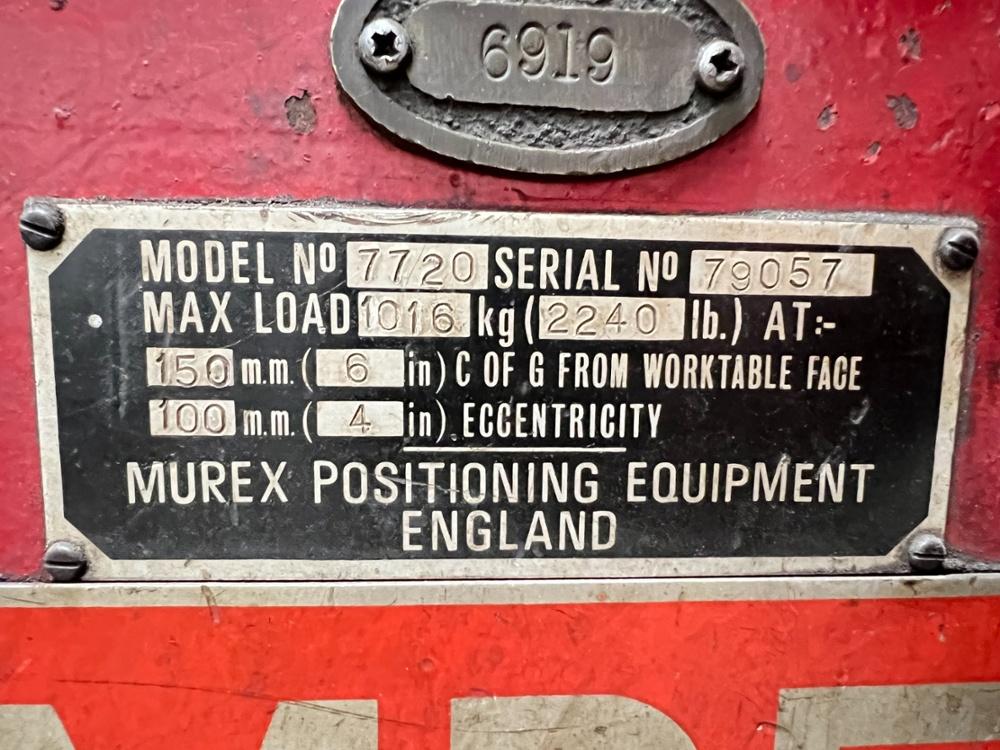 6919
MODEL Nº 77/20 SERIAL Nº 79057
MAX LOAD 1016 kg (2240 lb.) AT:-
150 m.m. (6 in) C OF G FROM WORKTABLE FACE
100 m.m. (4 in). ECCENTRICITY
MUREX POSITIONING EQUIPMENT
ENGLAND